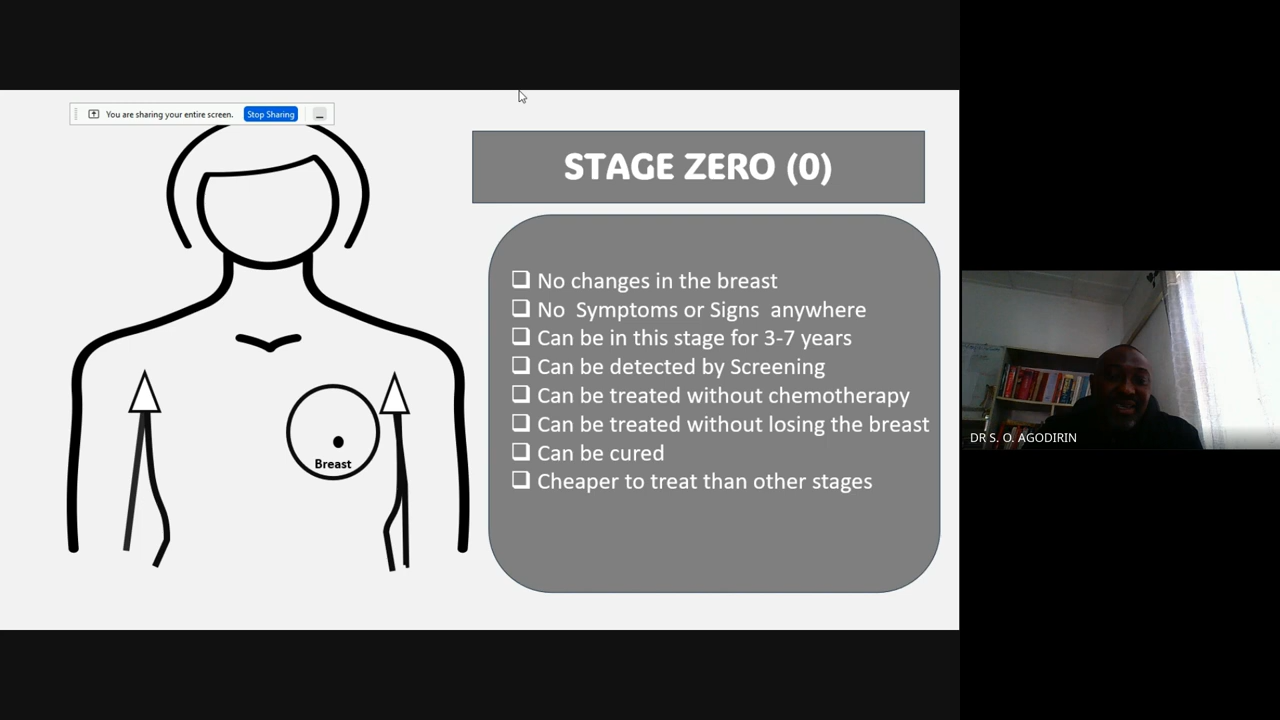 You are sharing your entire screen. Stop Sharing
STAGE ZERO (0)
❑ No changes in the breast
❑ No Symptoms or Signs anywhere
❑ Can be in this stage for 3-7 years
❑ Can be detected by Screening
❑ Can be treated without chemotherapy
❑ Can be treated without losing the breast
❑ Can be cured
❑ Cheaper to treat than other stages
Breast
DR S. O. AGODIRIN